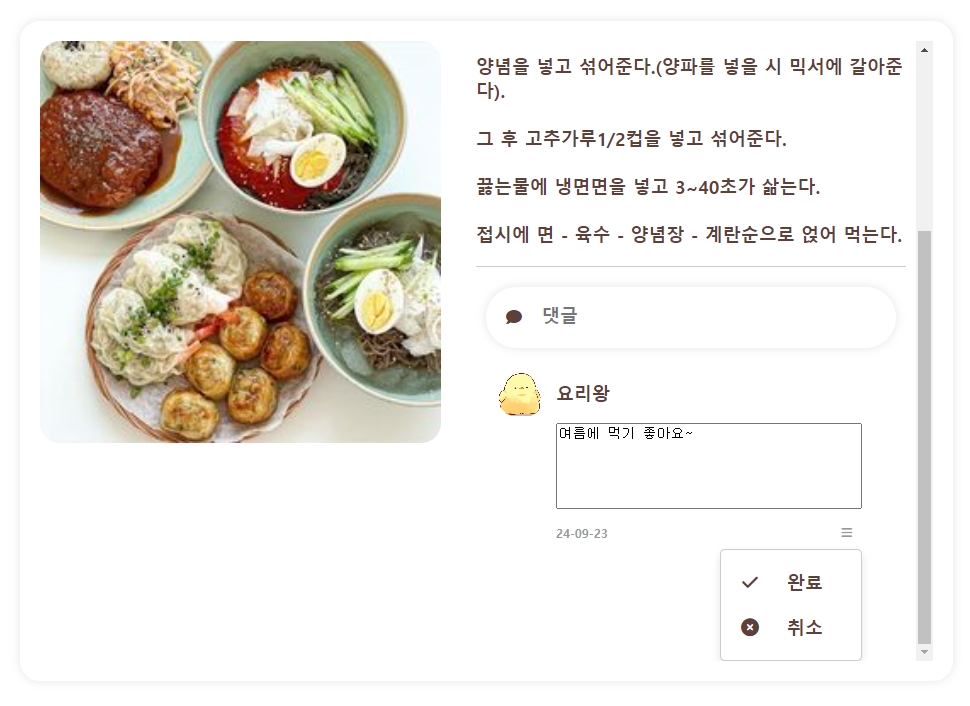 양념을 넣고 섞어준다.(양파를 넣을 시 믹서에 갈아준
다).
그 후 고추가루1/2컵을 넣고 섞어준다.
끓는물에 냉면면을 넣고 3~40초가 삶는다.
접시에 면 - 육수 - 양념장 - 계란순으로 얹어 먹는다.
댓글
요리왕
여름에 먹기 좋아요~
24-09-23
완료
취소